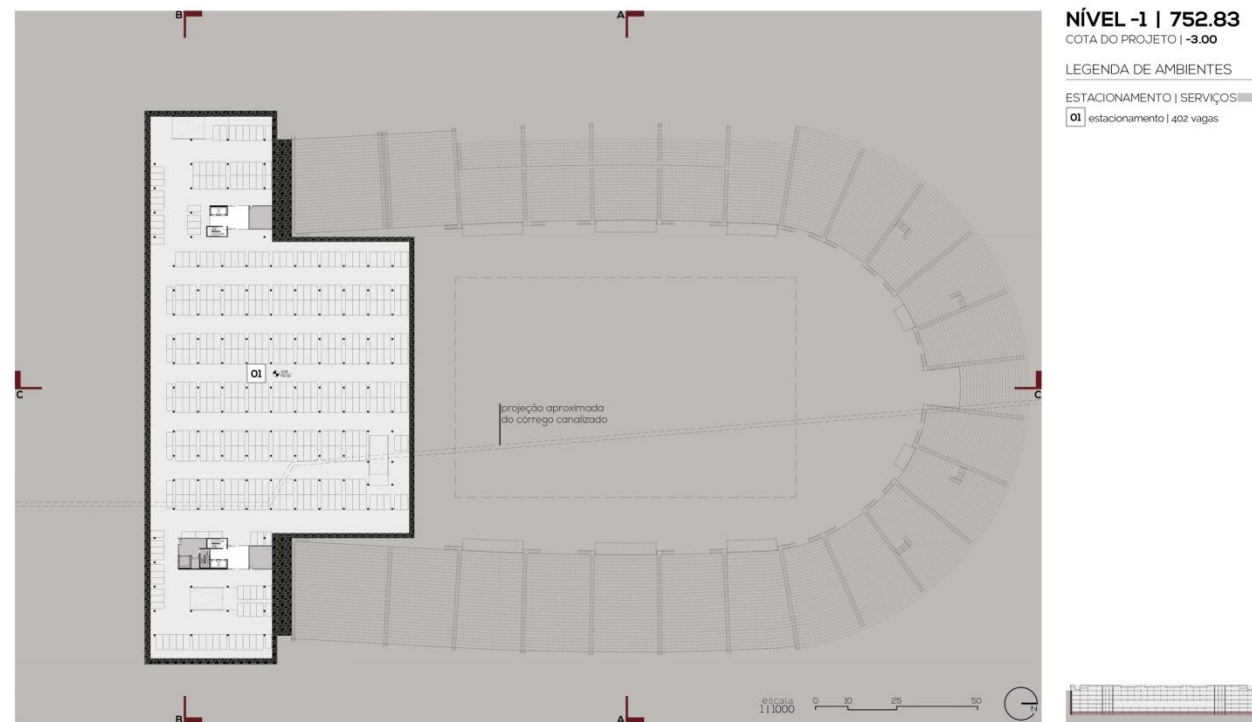 B
A
NÍVEL -1 | 752.83
COTA DO PROJETO | -3.00
LEGENDA DE AMBIENTES
ESTACIONAMENTO | SERVIÇOS
01 estacionamento | 402 vagas
01
C
C
projeção aproximada
do córrego canalizado
escala
1 | 1000
0 10 25 50
N
B
A